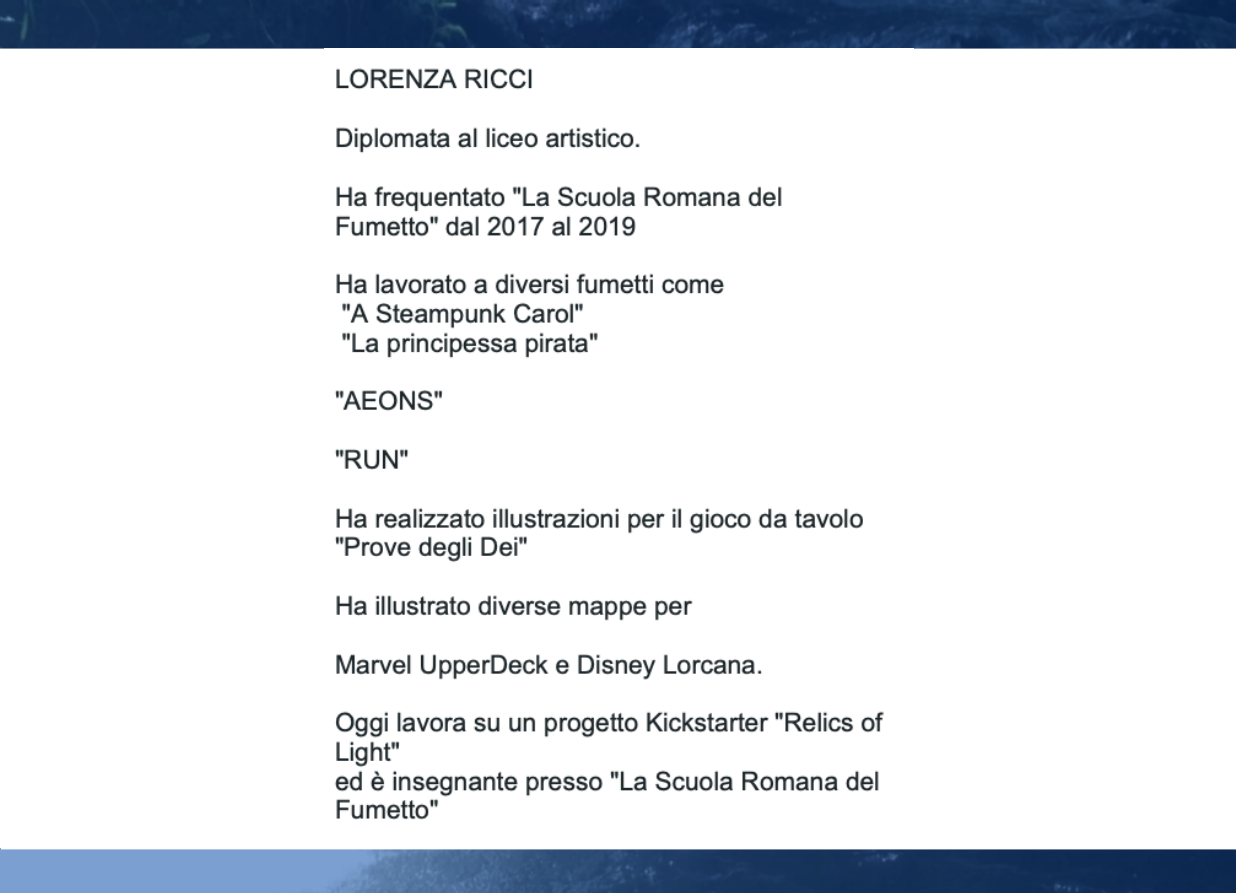 LORENZA RICCI
Diplomata al liceo artistico.
Ha frequentato "La Scuola Romana del
Fumetto" dal 2017 al 2019
Ha lavorato a diversi fumetti come
"A Steampunk Carol"
"La principessa pirata"
"AEONS"
"RUN"
Ha realizzato illustrazioni per il gioco da tavolo
"Prove degli Dei"
Ha illustrato diverse mappe per
Marvel UpperDeck e Disney Lorcana.
Oggi lavora su un progetto Kickstarter "Relics of
Light"
ed è insegnante presso "La Scuola Romana del
Fumetto"